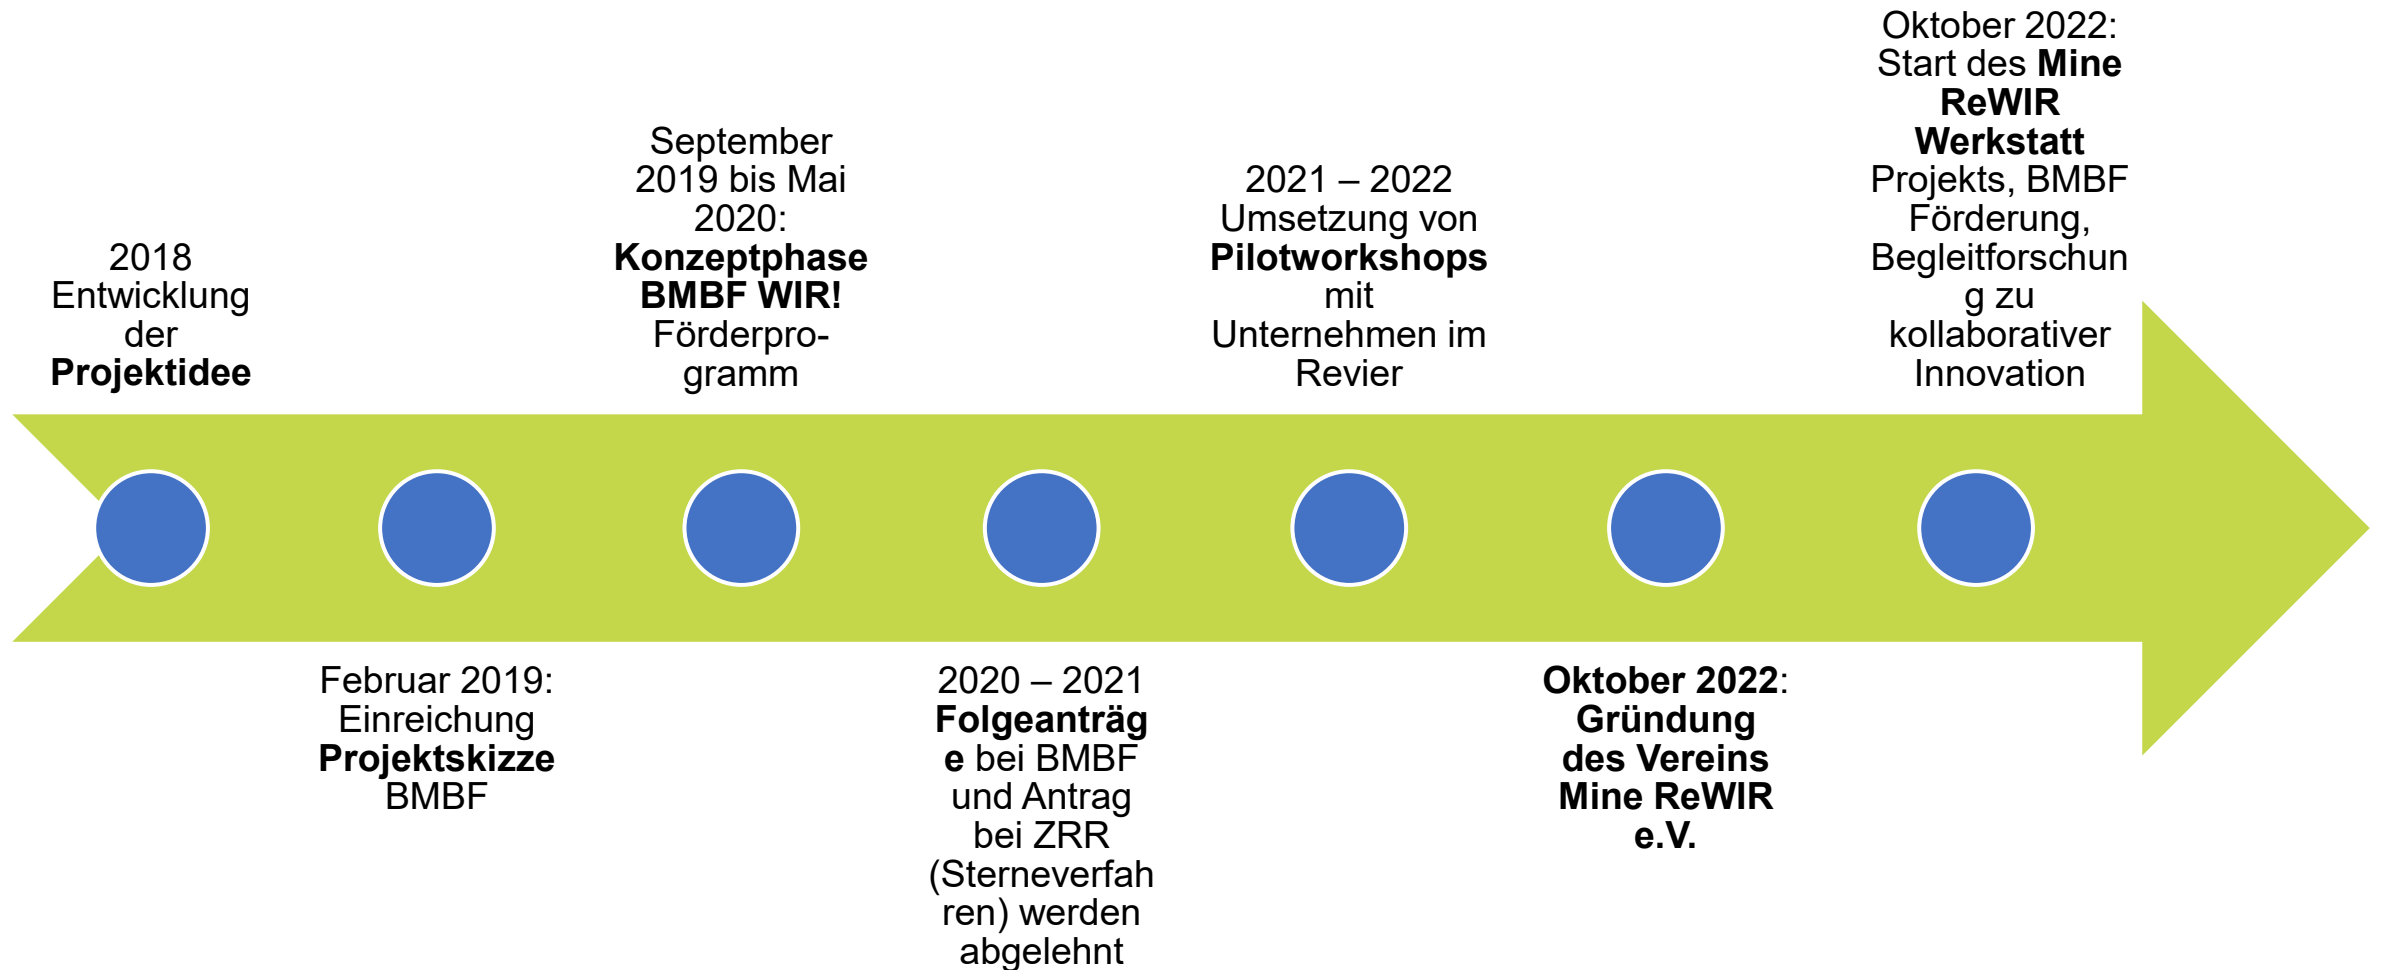 2018
Entwicklung
der
Projektidee
Februar 2019:
Einreichung
Projektskizze
BMBF
September
2019 bis Mai
2020:
Konzeptphase
BMBF WIR!
Förderpro-
gramm
2020 – 2021
Folgeanträg
e bei BMBF
und Antrag
bei ZRR
(Sterneverfah
ren) werden
abgelehnt
2021 – 2022
Umsetzung von
Pilotworkshops
mit
Unternehmen im
Revier
Oktober 2022:
Gründung
des Vereins
Mine ReWIR
e.V.
Oktober 2022:
Start des Mine
ReWIR
Werkstatt
Projekts, BMBF
Förderung,
Begleitforschun
g zu
kollaborativer
Innovation